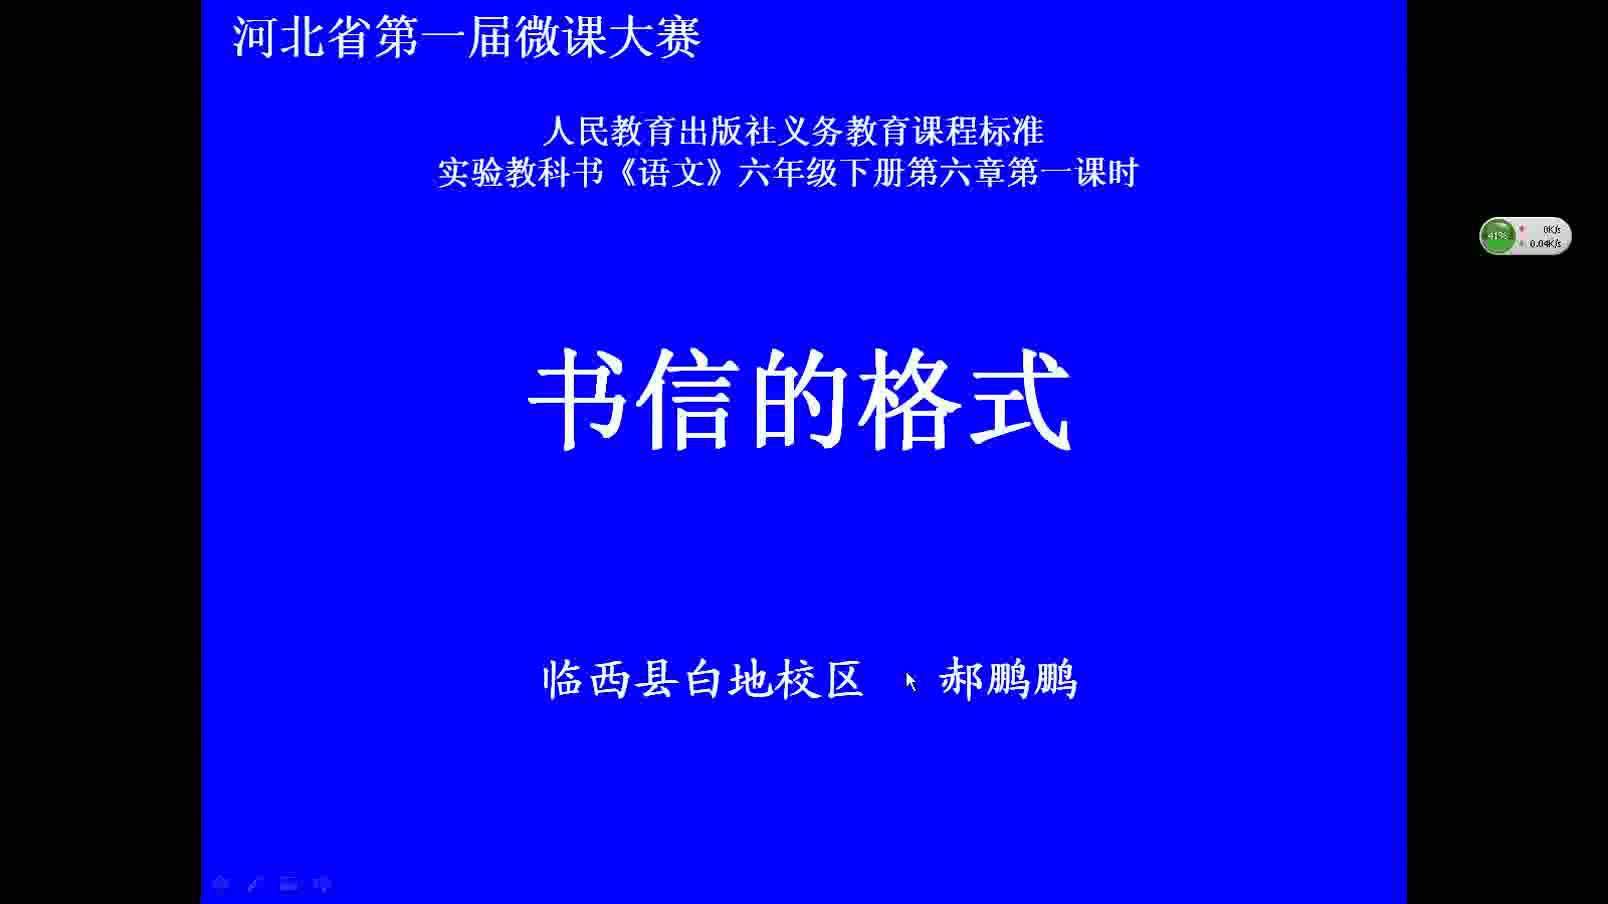 河北省第一届微课大赛
人民教育出版社义务教育课程标准
实验教科书《语文》六年级下册第六章第一课时
书信的格式
临西县白地校区 郝鹏鹏
41%
0K/s
0.04K/s